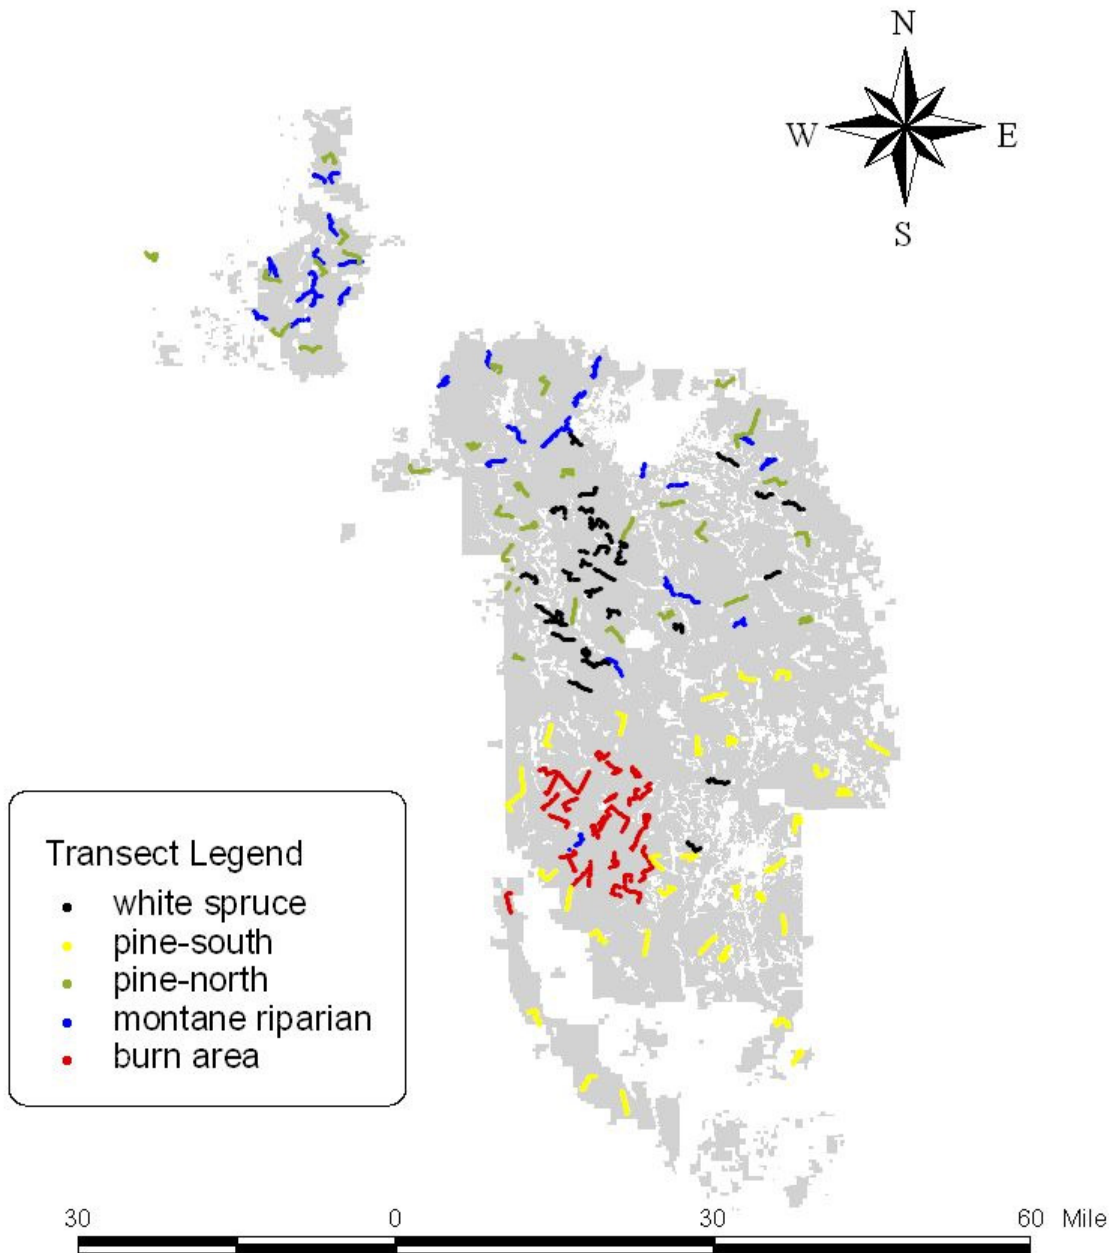 N
W E
S
Transect Legend
white spruce
pine-south
pine-north
montane riparian
burn area
30 0 30 60 Mile